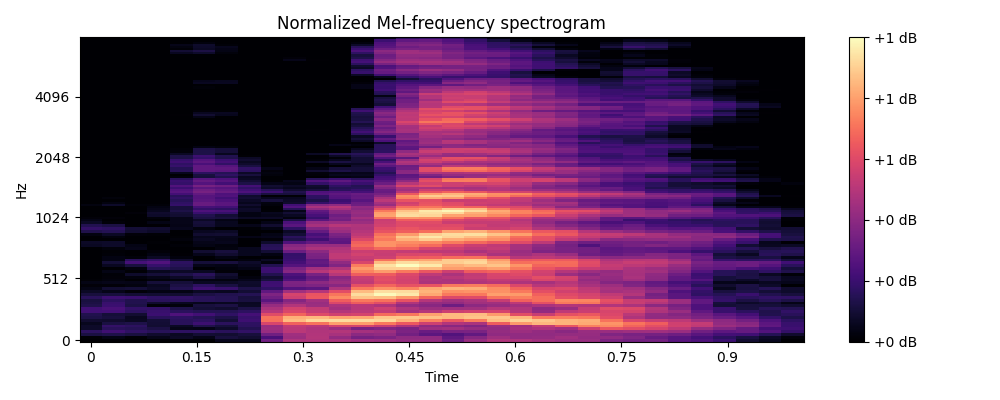 Normalized Mel-frequency spectrogram
Hz
4096
2048
1024
512
0
0 0.15 0.3 0.45 0.6 0.75 0.9
Time
+1 dB
+1 dB
+1 dB
+0 dB
+0 dB
+0 dB